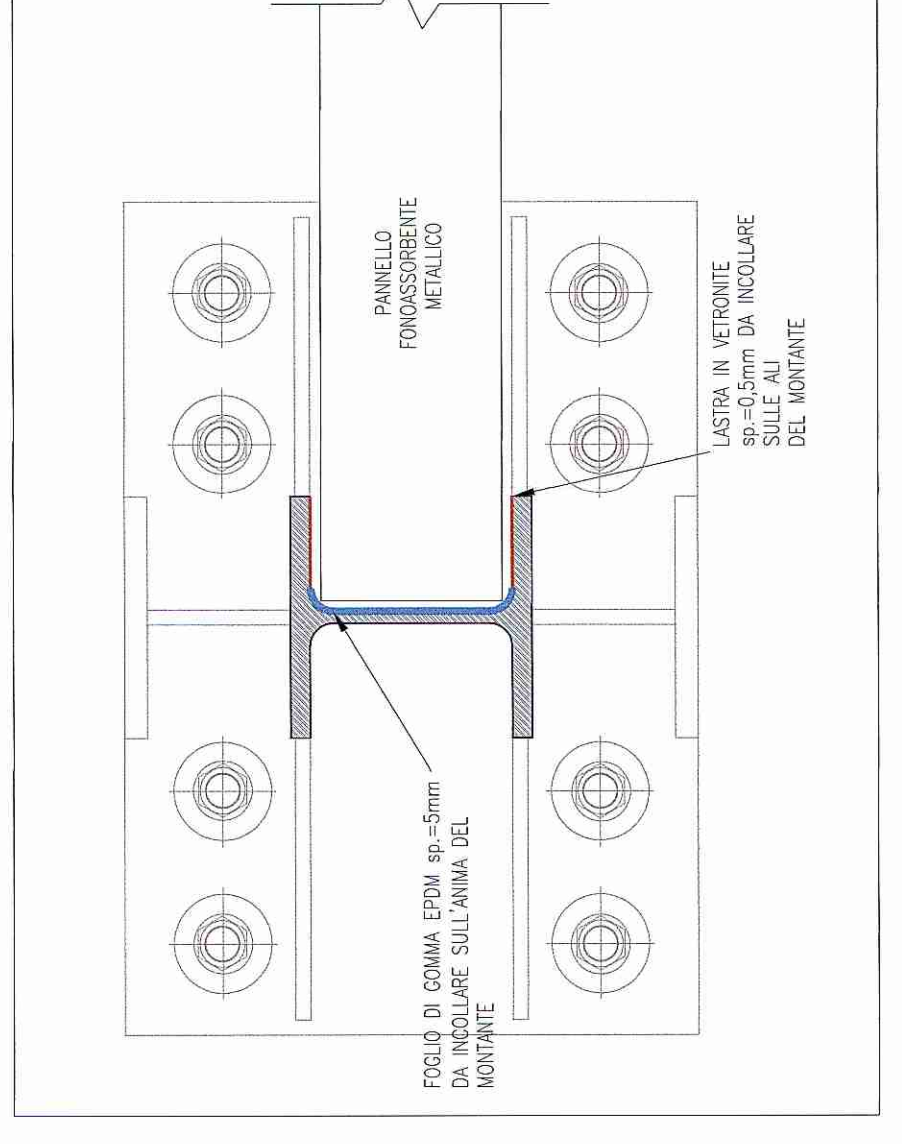 PANNELLO
FONOASSORBENTE
METALLICO
LASTRA IN VETRONITE
sp.=0,5mm DA INCOLLARE
SULLE ALI
DEL MONTANTE
FOGLIO DI GOMMA EPDM sp.=5mm
DA INCOLLARE SULL'ANIMA DEL
MONTANTE